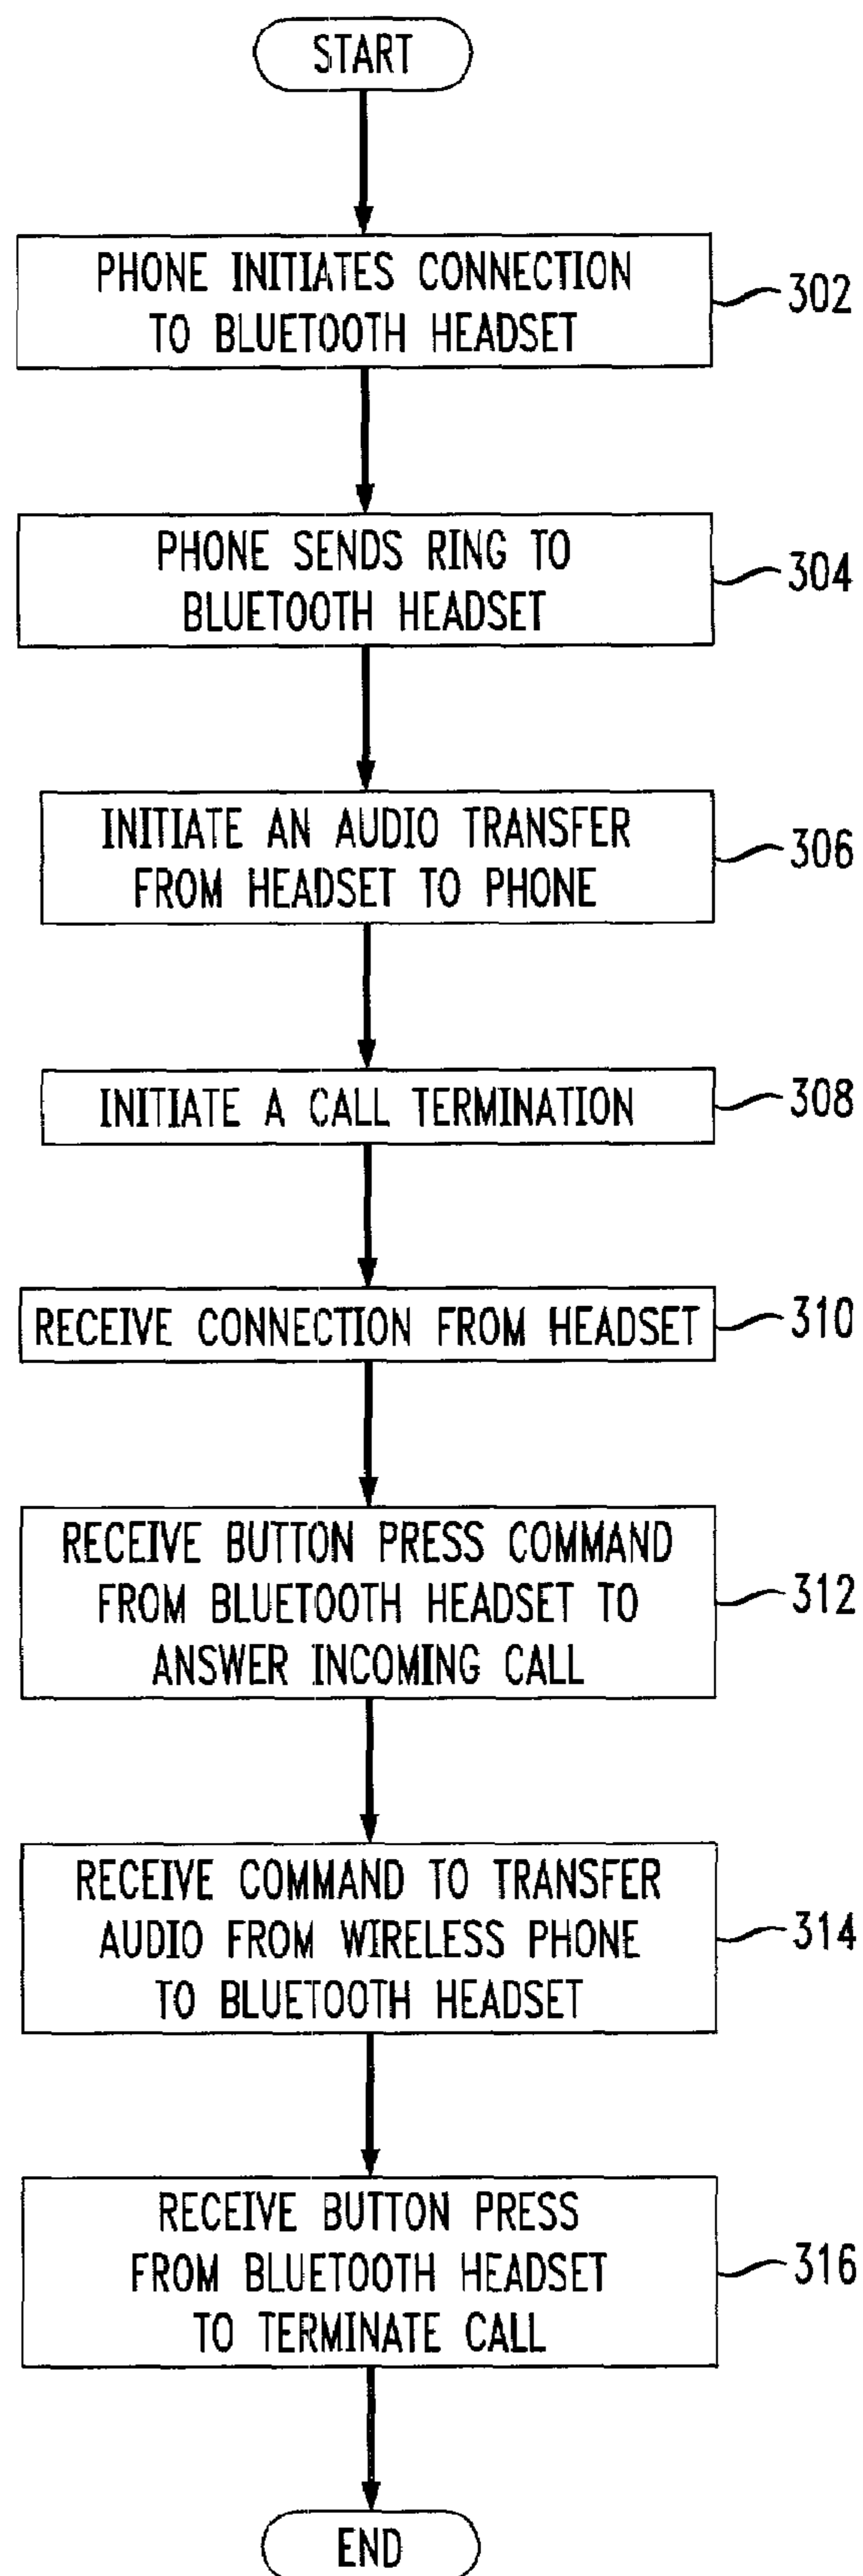 START
PHONE INITIATES CONNECTION
TO BLUETOOTH HEADSET
302
PHONE SENDS RING TO
BLUETOOTH HEADSET
304
INITIATE AN AUDIO TRANSFER
FROM HEADSET TO PHONE
306
INITIATE A CALL TERMINATION
308
RECEIVE CONNECTION FROM HEADSET
310
RECEIVE BUTTON PRESS COMMAND
FROM BLUETOOTH HEADSET TO
ANSWER INCOMING CALL
312
RECEIVE COMMAND TO TRANSFER
AUDIO FROM WIRELESS PHONE
TO BLUETOOTH HEADSET
314
RECEIVE BUTTON PRESS
FROM BLUETOOTH HEADSET
TO TERMINATE CALL
316
END